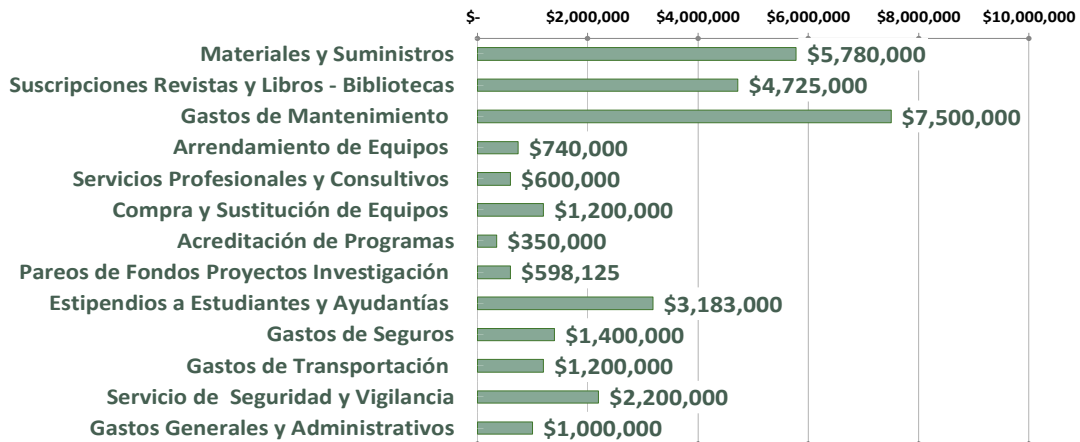 $- $2,000,000 $4,000,000 $6,000,000 $8,000,000 $10,000,000
Materiales y Suministros $5,780,000
Suscripciones Revistas y Libros - Bibliotecas $4,725,000
Gastos de Mantenimiento $7,500,000
Arrendamiento de Equipos $740,000
Servicios Profesionales y Consultivos $600,000
Compra y Sustitución de Equipos $1,200,000
Acreditación de Programas $350,000
Pareos de Fondos Proyectos Investigación $598,125
Estipendios a Estudiantes y Ayudantías $3,183,000
Gastos de Seguros $1,400,000
Gastos de Transportación $1,200,000
Servicio de Seguridad y Vigilancia $2,200,000
Gastos Generales y Administrativos $1,000,000